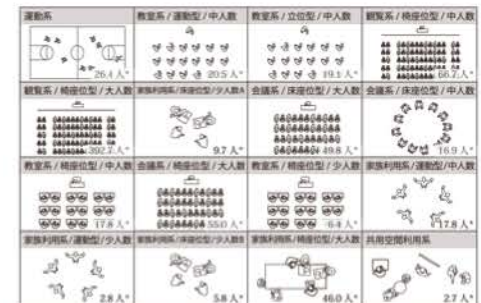 運動系
教室系 / 運動型 / 中人数
教室系 / 立位型 / 中人数
観覧系 / 椅座位型 / 中人数
26.4 人*
20.5 人*
19.1 人*
66.7人*
観覧系 / 椅座位型 / 大人数
家族利用系/床座位型/少人数A
会議系 / 床座位型 / 大人数
会議系 / 床座位型 / 中人数
392.7 人*
9.7 人*
49.8 人*
16.9 人*
教室系 / 椅座位型 / 中人数
会議系 / 椅座位型 / 大人数
教室系 / 椅座位型 / 少人数
家族利用系/運動型/中人数
17.8 人*
55.0 人*
6.4 人*
17.8 人*
家族利用系/運動型/少人数
家族利用系/床座位型/少人数B
家族利用系/椅座位型/大人数
共用空間利用系
2.8 人*
5.8 人*
46.0 人*
2.7 人*